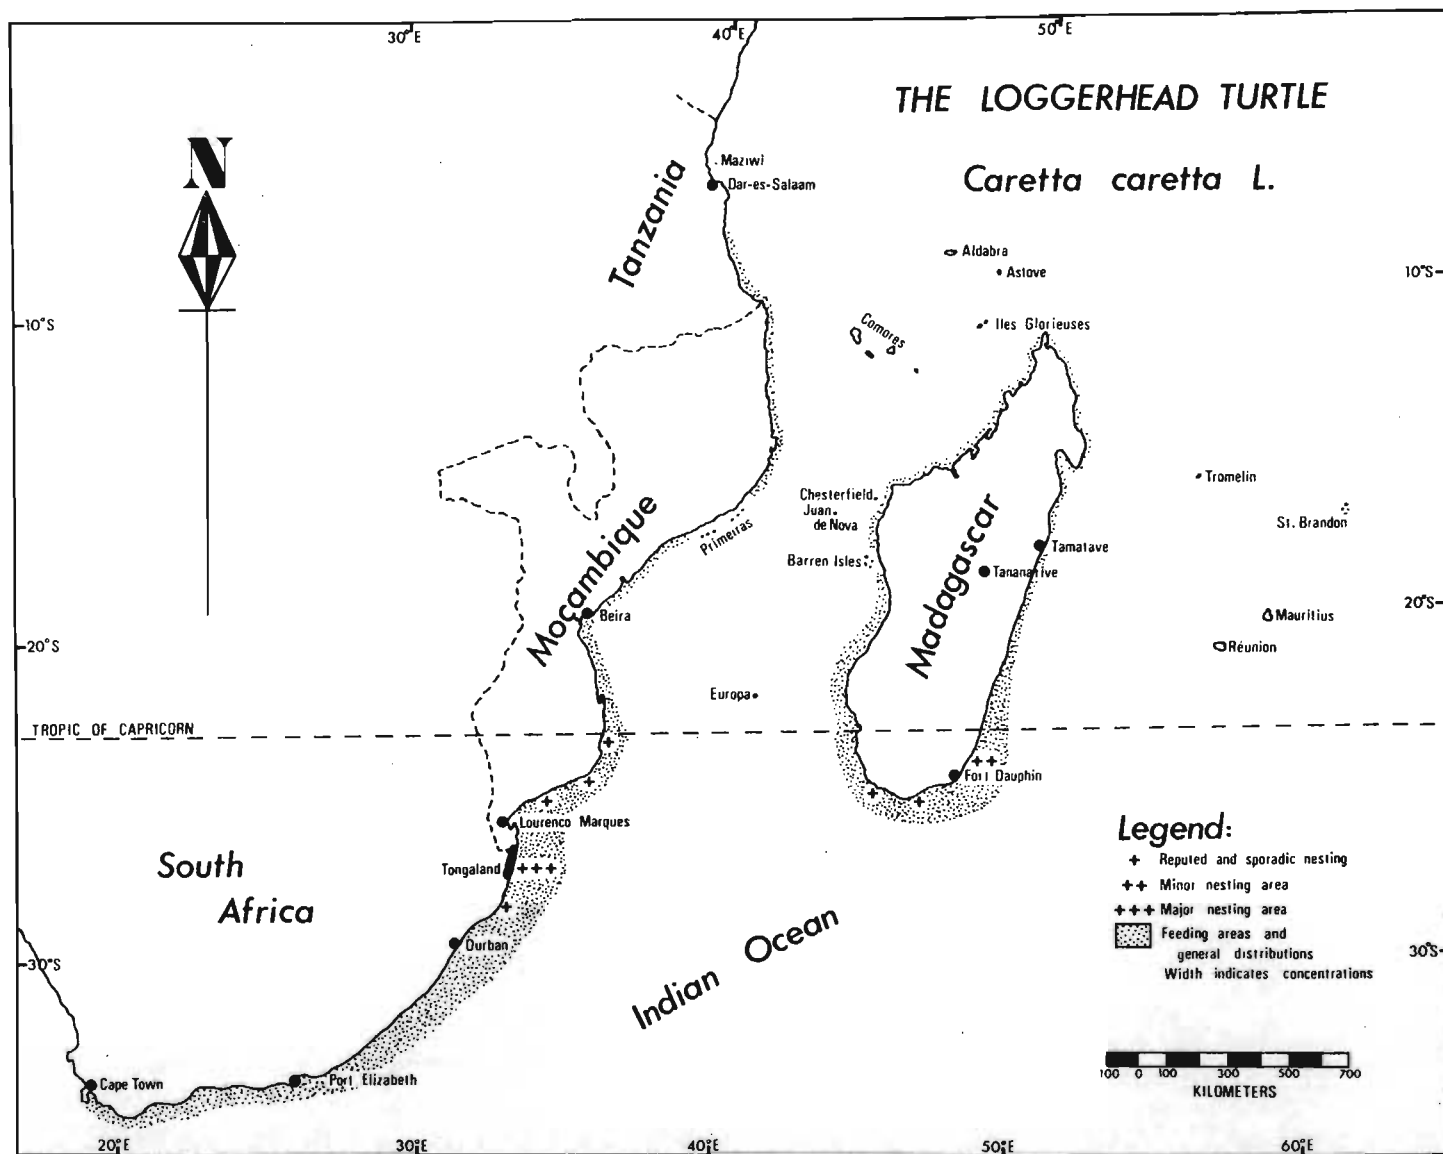 30°E 40°E 50°E
THE LOGGERHEAD TURTLE
Caretta caretta L.
N
Maziwi
Dar-es-Salaam
Tanzania
Aldabra
Astove
10°S
10°S
Iles Glorieuses
Comores
Chesterfield
Juan
de Nova
Primeiras
Barren Isles
Tromelin
St. Brandon
Moçambique
Madagascar
Tamatave
Tananarive
Beira
20°S
20°S
Mauritius
Réunion
Europa
TROPIC OF CAPRICORN
Fort Dauphin
Lourenco Marques
Tongaland
South
Africa
Durban
Indian Ocean
Legend:
+ Reputed and sporadic nesting
++ Minor nesting area
+++ Major nesting area
Feeding areas and
general distributions
Width indicates concentrations
30°S
30°S
Cape Town
Port Elizabeth
100 0 100 300 500 700
KILOMETERS
20°E 30°E 40°E 50°E 60°E